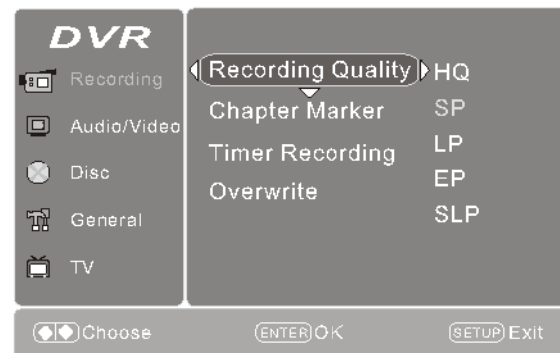 DVR
Recording
Audio/Video
Disc
General
TV
Recording Quality
Chapter Marker
Timer Recording
Overwrite
HQ
SP
LP
EP
SLP
Choose
ENTER OK
SETUP Exit